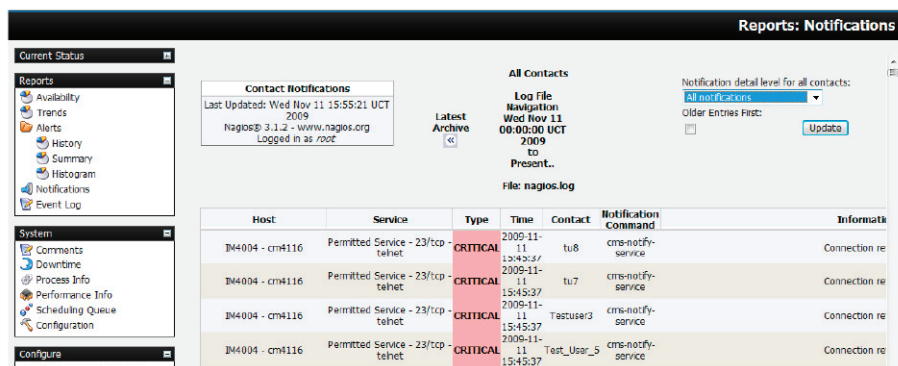 Reports: Notifications
Current Status
Reports
Availability
Trends
Alerts
History
Summary
Histogram
Notifications
Event Log
System
Comments
Downtime
Process Info
Performance Info
Scheduling Queue
Configuration
Configure
Contact Notifications
Last Updated: Wed Nov 11 15:55:21 UCT
2009
Nagios® 3.1.2 - www.nagios.org
Logged in as root
Latest
Archive
All Contacts
Log File
Navigation
Wed Nov 11
00:00:00 UCT
2009
to
Present..
File: nagios.log
Notification detail level for all contacts:
All notifications
Older Entries First:
Update
Host Service Type Time Contact Notification Command Informati
IM4004 - cm4116 Permitted Service - 23/tcp - telnet CRITICAL 2009-11-11 15:45:37 tu8 cms-notify-service Connection re
IM4004 - cm4116 Permitted Service - 23/tcp - telnet CRITICAL 2009-11-11 15:45:37 tu7 cms-notify-service Connection re
IM4004 - cm4116 Permitted Service - 23/tcp - telnet CRITICAL 2009-11-11 15:45:37 Testuser3 cms-notify-service Connection re
IM4004 - cm4116 Permitted Service - 23/tcp - telnet CRITICAL 2009-11-11 15:45:37 Test_User_5 cms-notify-service Connection re